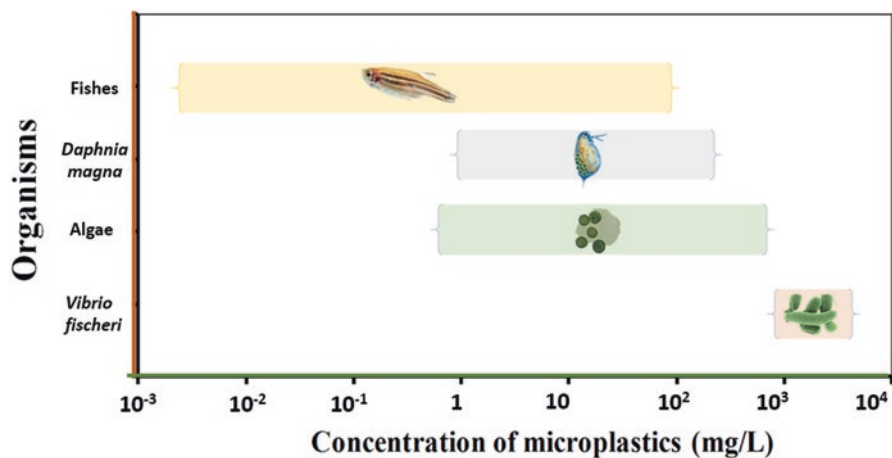 Organisms
Fishes
Daphnia
magna
Algae
Vibrio
fischeri
10⁻³ 10⁻² 10⁻¹ 1 10 10² 10³ 10⁴
Concentration of microplastics (mg/L)